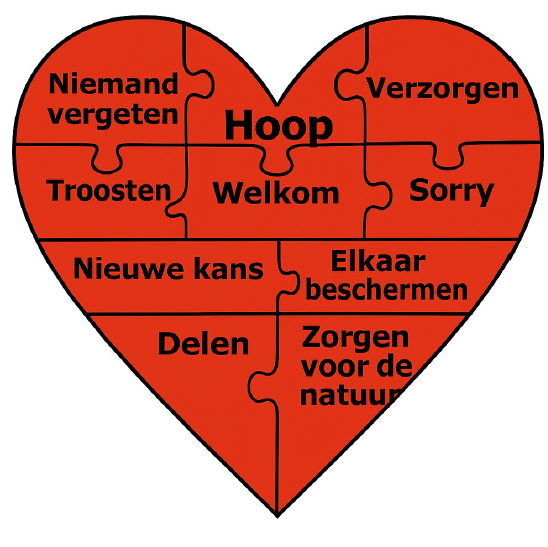 Niemand
vergeten
Hoop
Verzorgen
Troosten
Welkom
Sorry
Nieuwe kans
Elkaar
beschermen
Delen
Zorgen
voor de
natuur